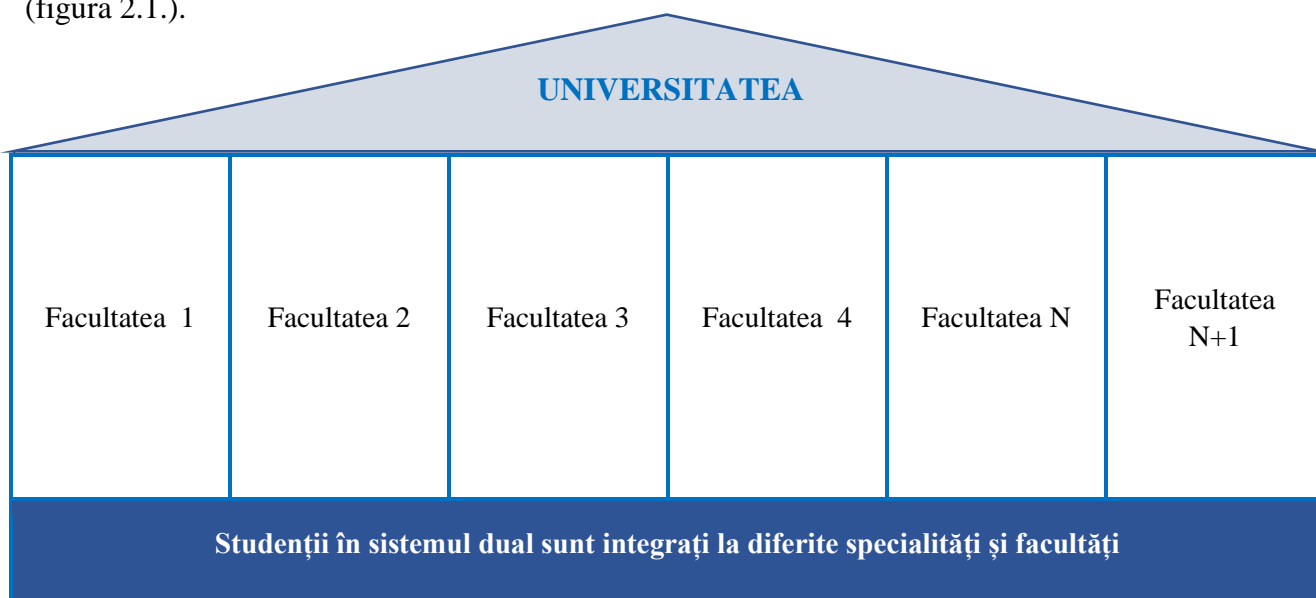 (figura 2.1.).
UNIVERSITATEA
Facultatea 1
Facultatea 2
Facultatea 3
Facultatea 4
Facultatea N
Facultatea
N+1
Studenții în sistemul dual sunt integrați la diferite specialități și facultăți